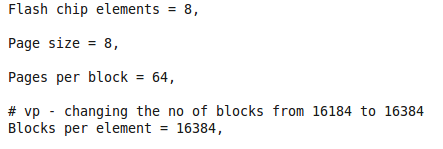 Flash chip elements = 8,
Page size = 8,
Pages per block = 64,
# vp - changing the no of blocks from 16184 to 16384
Blocks per element = 16384,